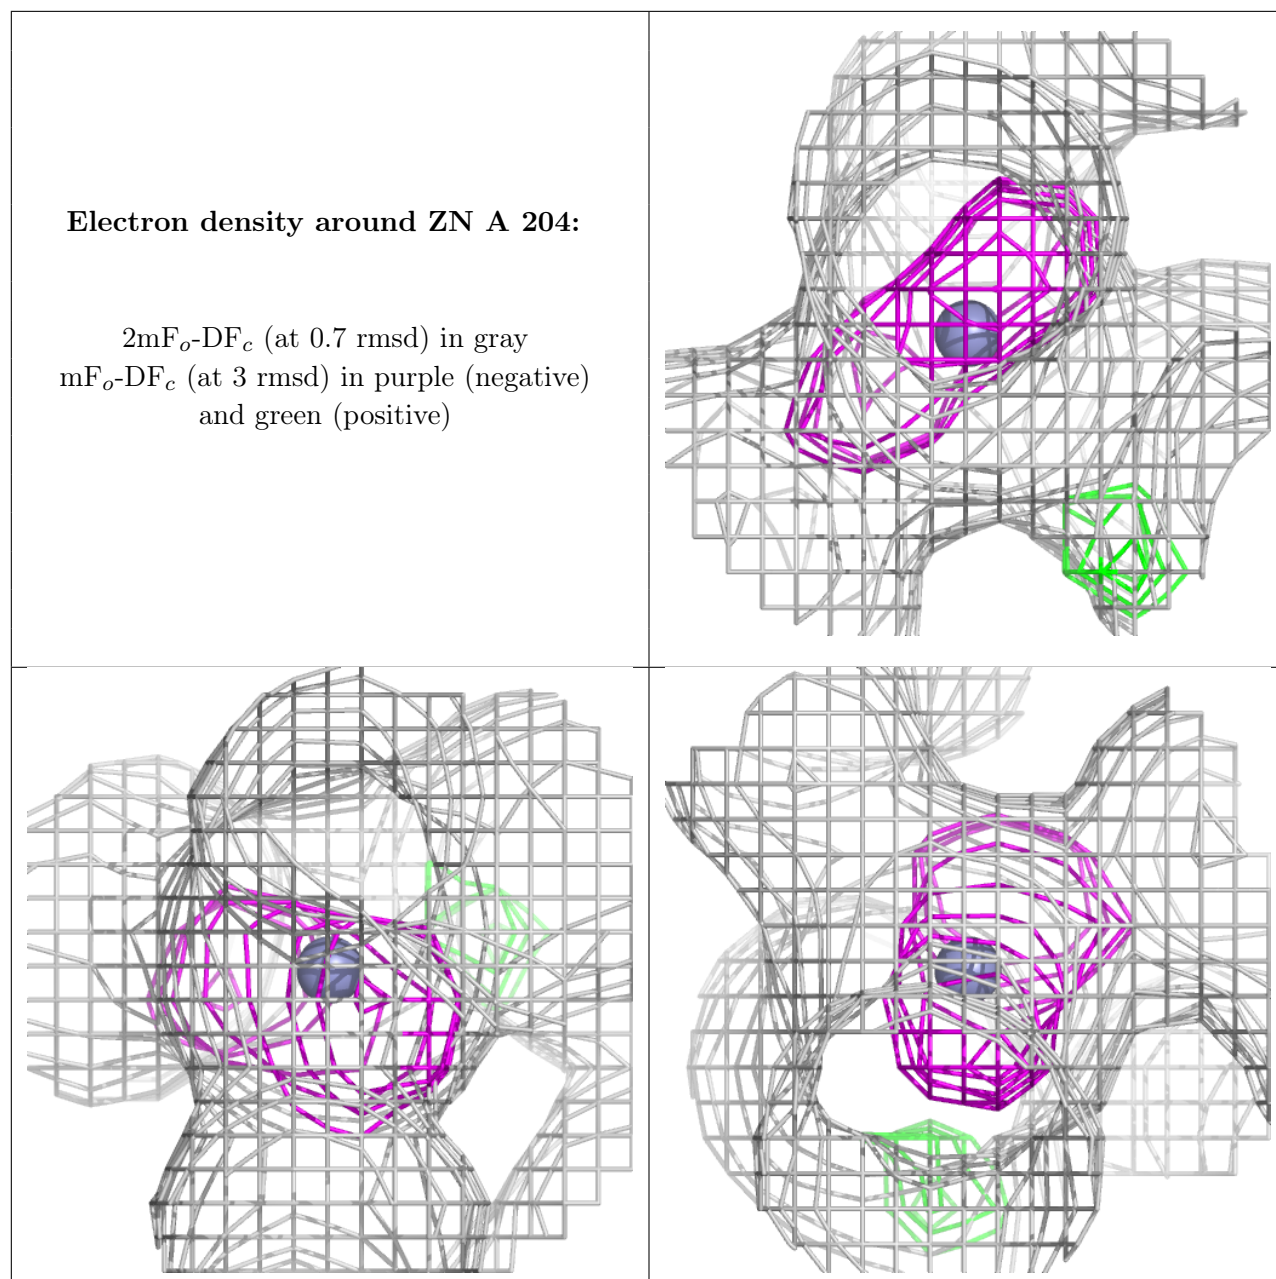 Electron density around ZN A 204:
2mFo-DFc (at 0.7 rmsd) in gray
mFo-DFc (at 3 rmsd) in purple (negative)
and green (positive)